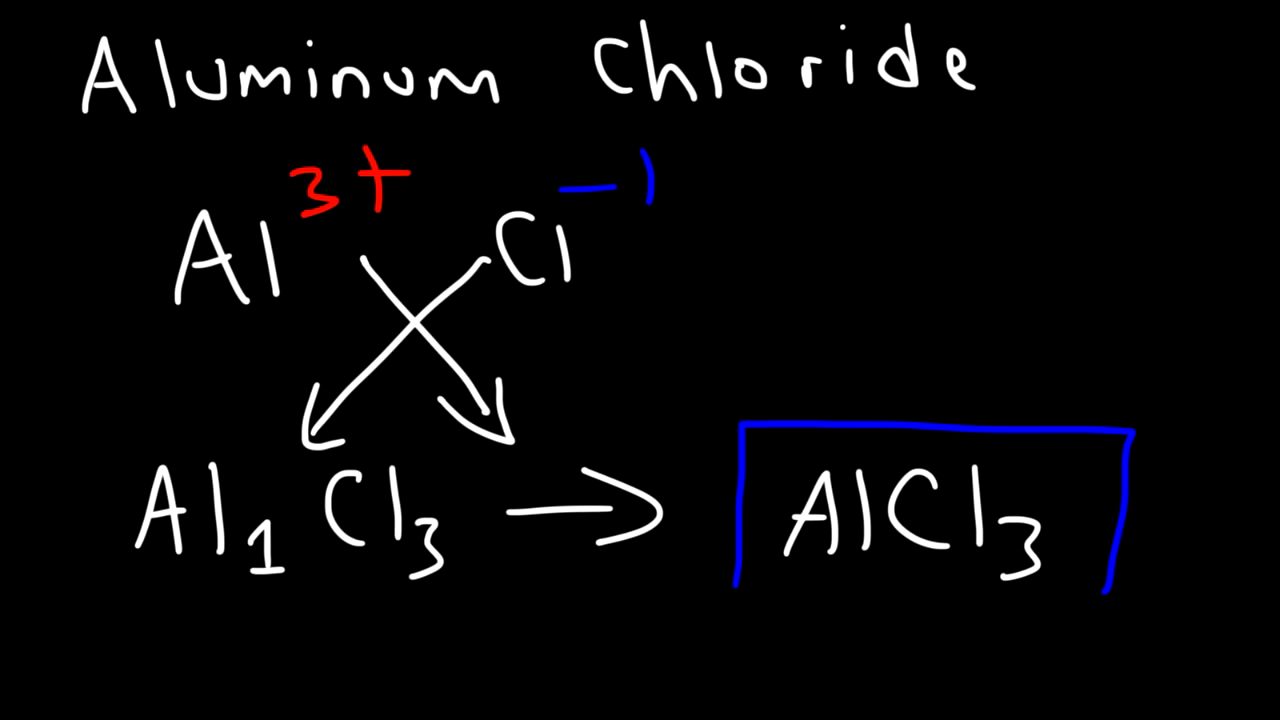 Aluminum Chloride
Al³⁺ Cl⁻¹
Al₁Cl₃ → AlCl₃